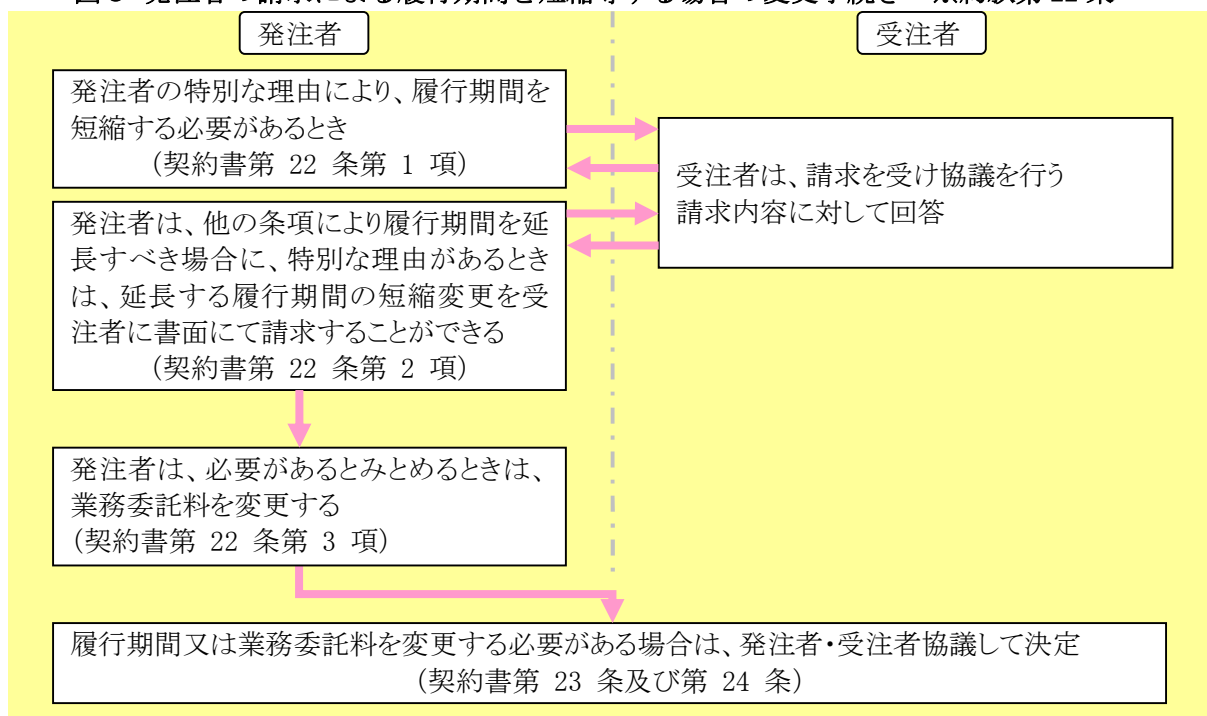 発注者
受注者
発注者の特別な理由により、履行期間を
短縮する必要があるとき
(契約書第 22 条第 1 項)
受注者は、請求を受け協議を行う
請求内容に対して回答
発注者は、他の条項により履行期間を延
長すべき場合に、特別な理由があるとき
は、延長する履行期間の短縮変更を受
注者に書面にて請求することができる
(契約書第 22 条第 2 項)
発注者は、必要があるとみとめるときは、
業務委託料を変更する
(契約書第 22 条第 3 項)
履行期間又は業務委託料を変更する必要がある場合は、発注者・受注者協議して決定
(契約書第 23 条及び第 24 条)